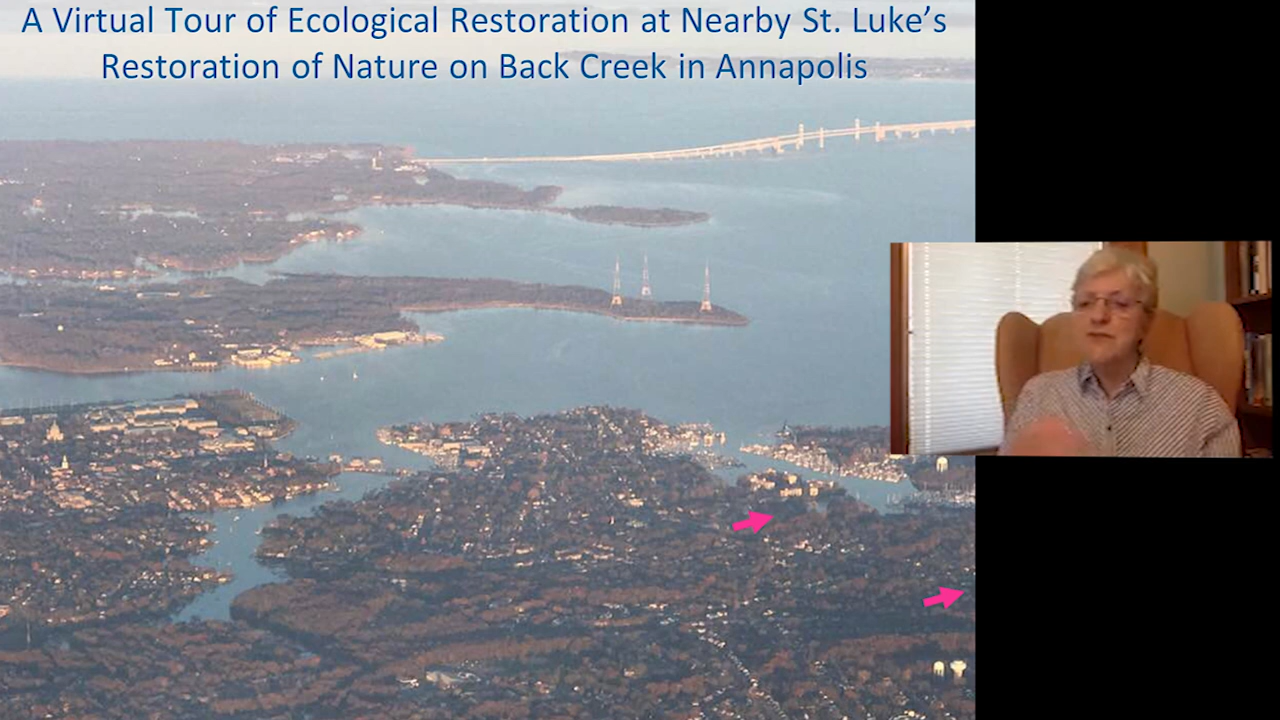 A Virtual Tour of Ecological Restoration at Nearby St. Luke’s
Restoration of Nature on Back Creek in Annapolis